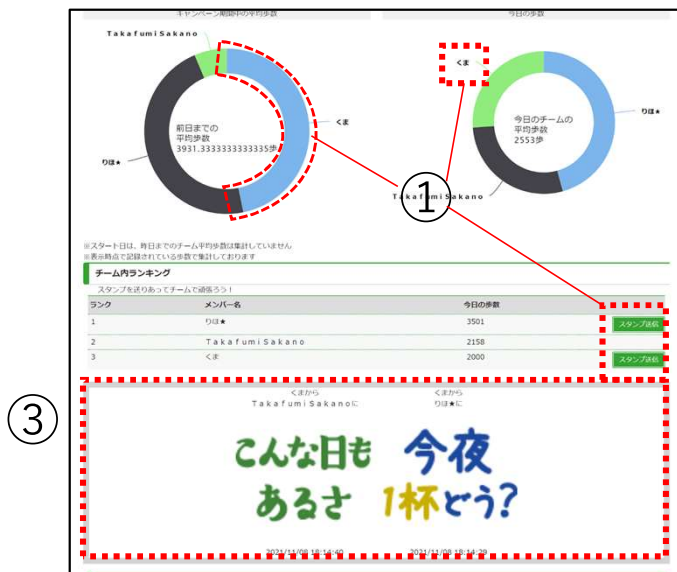 キャンペーン期間中の平均歩数
今日の歩数
TakafumiSakano
くま
りほ★
前日までの
平均歩数
3931.3333333333335歩
くま
りほ★
今日のチームの
平均歩数
2553歩
TakafumiSakano
①
※スタート日は、昨日までのチーム平均歩数は集計していません
※表示時点で記録されている歩数で集計しております
チーム内ランキング
スタンプを送りあってチームで頑張ろう！
ランク メンバー名 今日の歩数
1 りほ★ 3501 スタンプ送信
2 TakafumiSakano 2158
3 くま 2000 スタンプ送信
③
くまから
TakafumiSakanoに
くまから
りほ★に
こんな日も
あるさ
今夜
1杯どう?
2021/11/08 18:14:40
2021/11/08 18:14:29